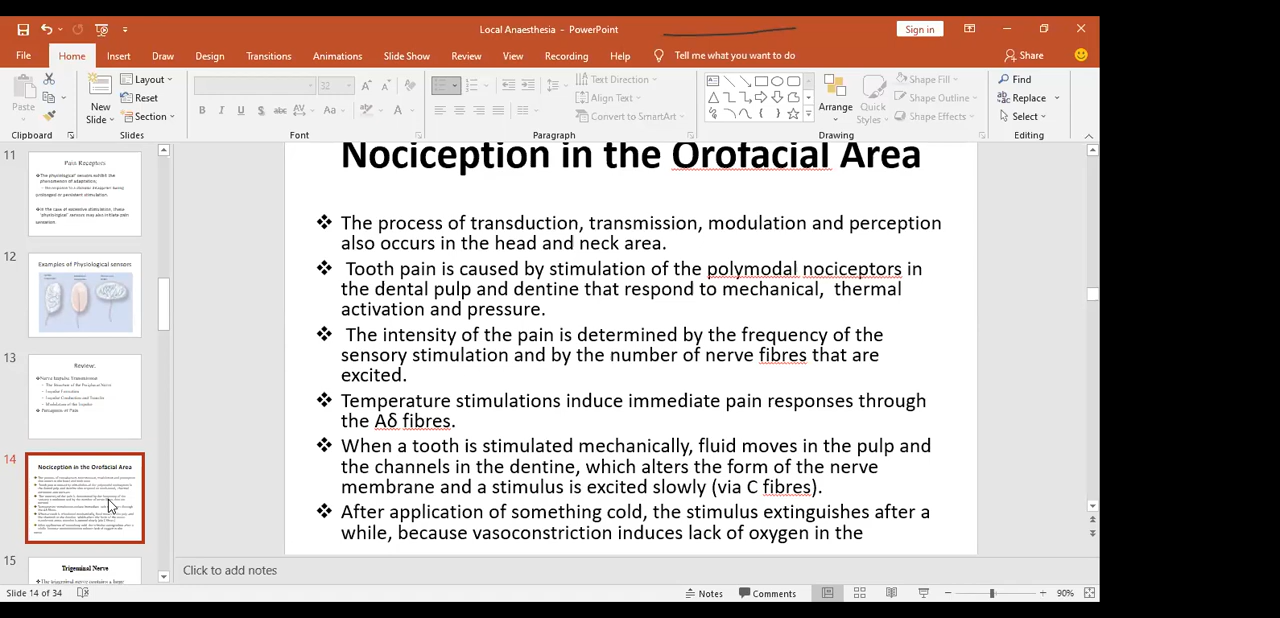 Local Anaesthesia - PowerPoint
Sign in
File Home Insert Draw Design Transitions Animations Slide Show Review View Recording Help Tell me what you want to do Share
Paste
New Slide
Layout
Reset
Section
32
Text Direction
Align Text
Convert to SmartArt
Arrange
Quick Styles
Shape Fill
Shape Outline
Shape Effects
Find
Replace
Select
Clipboard Slides Font Paragraph Drawing Editing
11
Pain Receptors
12
Examples of Physiological sensors
13
Review:
14
Nociception in the Orofacial Area
15
Trigeminal Nerve
Nociception in the Orofacial Area
❖ The process of transduction, transmission, modulation and perception
also occurs in the head and neck area.
❖ Tooth pain is caused by stimulation of the polymodal nociceptors in
the dental pulp and dentine that respond to mechanical, thermal
activation and pressure.
❖ The intensity of the pain is determined by the frequency of the
sensory stimulation and by the number of nerve fibres that are
excited.
❖ Temperature stimulations induce immediate pain responses through
the Aδ fibres.
❖ When a tooth is stimulated mechanically, fluid moves in the pulp and
the channels in the dentine, which alters the form of the nerve
membrane and a stimulus is excited slowly (via C fibres).
❖ After application of something cold, the stimulus extinguishes after a
while, because vasoconstriction induces lack of oxygen in the
Click to add notes
Slide 14 of 34
Notes
Comments
90%